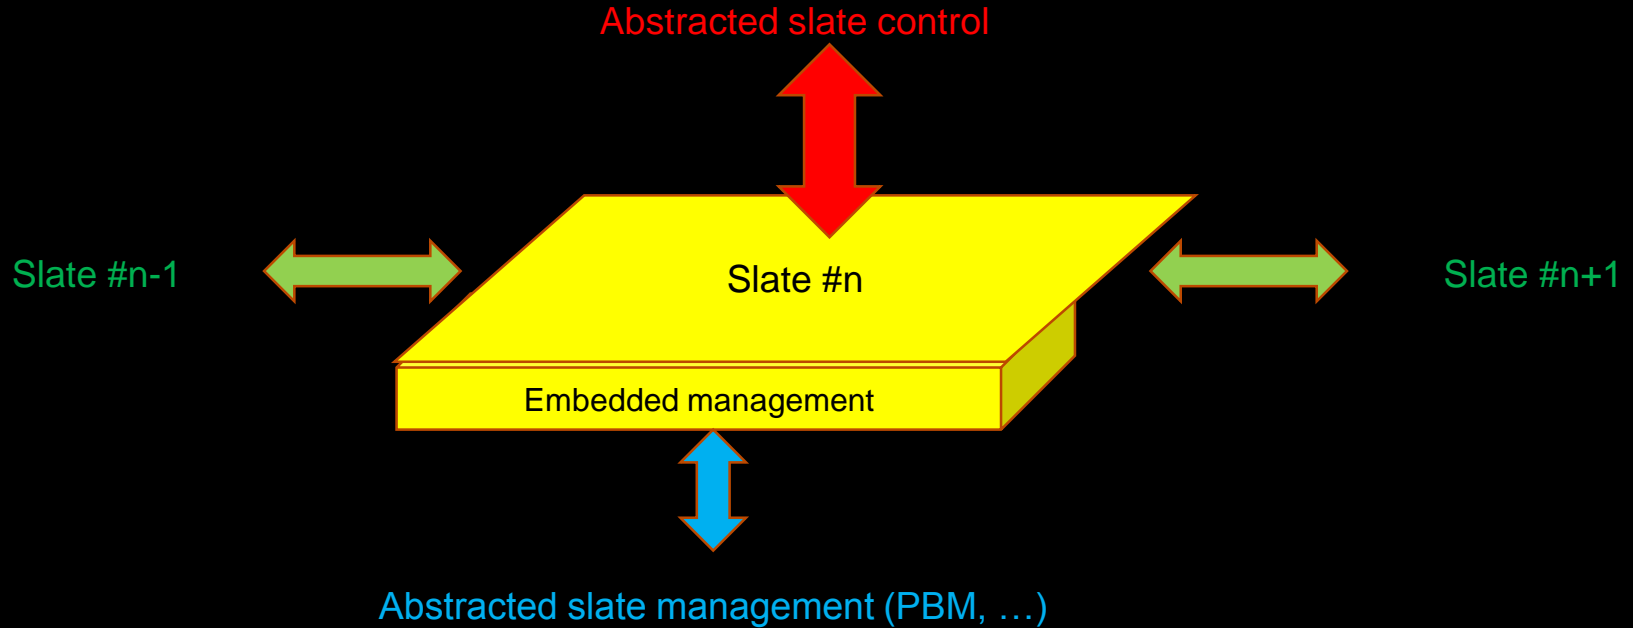 Abstracted slate control
Slate #n-1
Slate #n
Slate #n+1
Embedded management
Abstracted slate management (PBM, …)